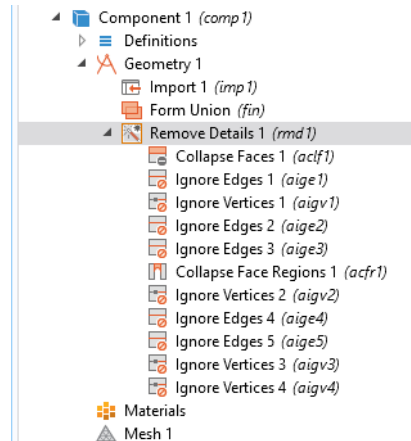 Component 1 (comp1)
Definitions
Geometry 1
Import 1 (imp1)
Form Union (fin)
Remove Details 1 (rmd1)
Collapse Faces 1 (aclf1)
Ignore Edges 1 (aige1)
Ignore Vertices 1 (aigv1)
Ignore Edges 2 (aige2)
Ignore Edges 3 (aige3)
Collapse Face Regions 1 (acfr1)
Ignore Vertices 2 (aigv2)
Ignore Edges 4 (aige4)
Ignore Edges 5 (aige5)
Ignore Vertices 3 (aigv3)
Ignore Vertices 4 (aigv4)
Materials
Mesh 1